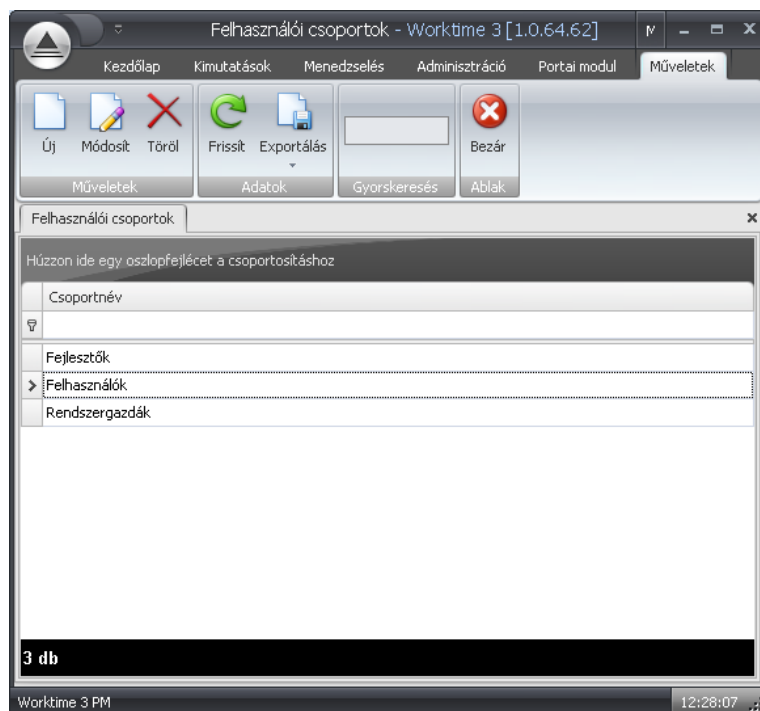 Felhasználói csoportok - Worktime 3 [1.0.64.62]
Kezdőlap Kimutatások Menedzselés Adminisztráció Portai modul Műveletek
Új Módosít Töröl Frissít Exportálás Bezár
Műveletek Adatok Gyorskeresés Ablak
Felhasználói csoportok
Húzzon ide egy oszlopfejlécet a csoportosításhoz
Csoportnév
Fejlesztők
Felhasználók
Rendszergazdák
3 db
Worktime 3 PM 12:28:07